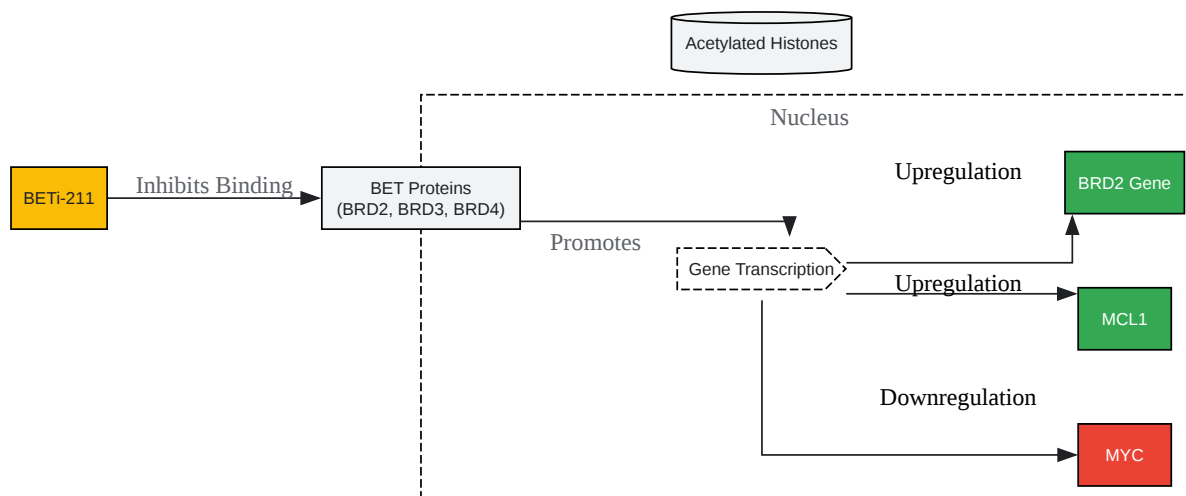 Acetylated Histones
Nucleus
Upregulation
BRD2 Gene
BETi-211
Inhibits Binding
BET Proteins
(BRD2, BRD3, BRD4)
Promotes
Gene Transcription
Upregulation
MCL1
Downregulation
MYC